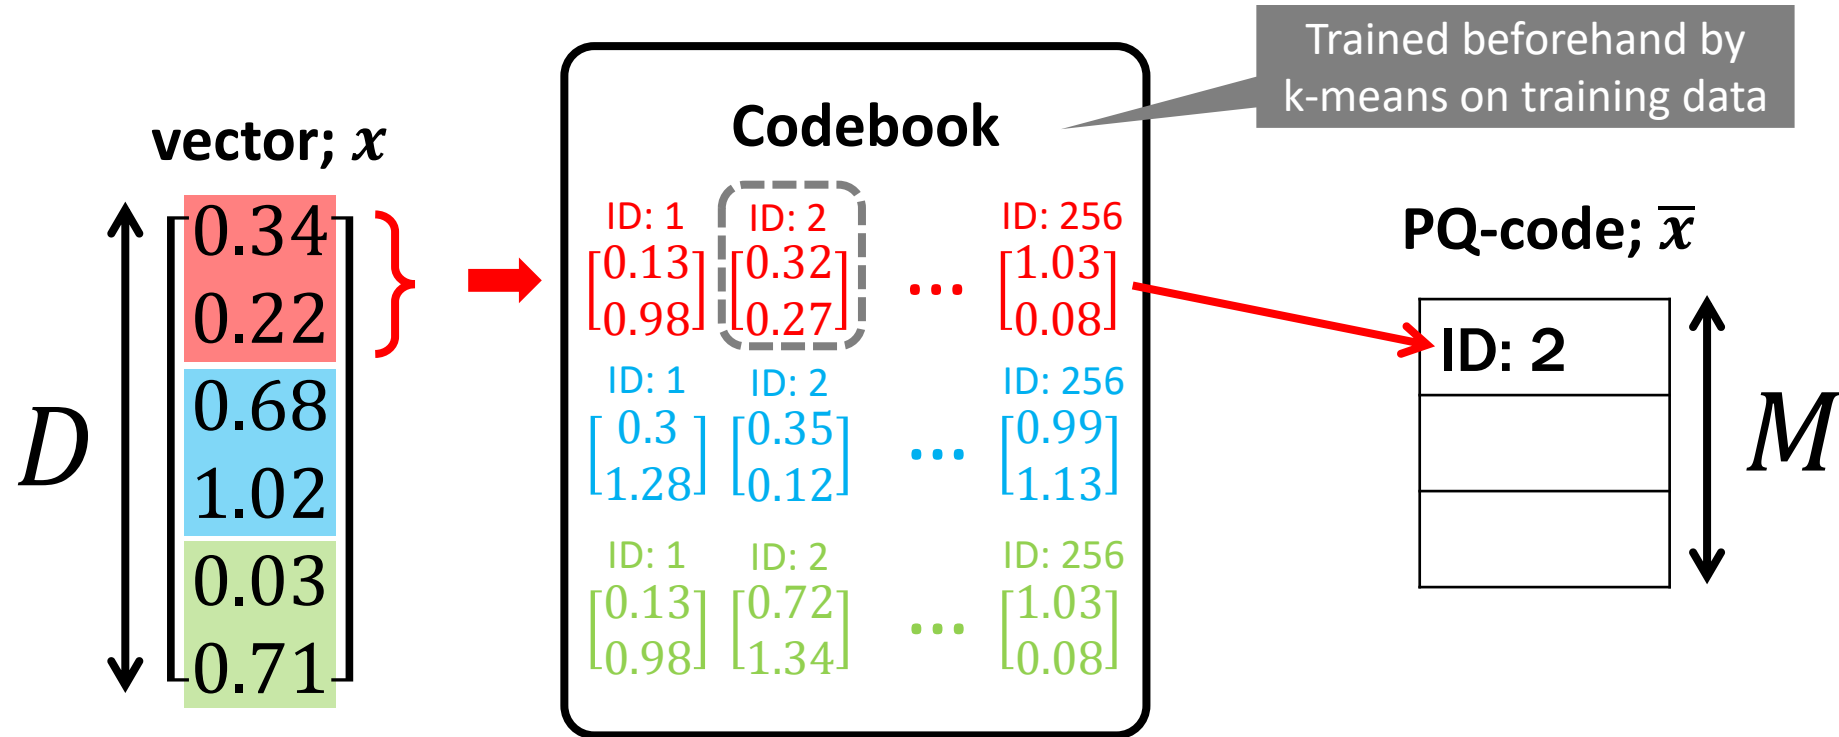 Trained beforehand by
k-means on training data
vector; x
Codebook
PQ-code; x̄
D
0.34
0.22
0.68
1.02
0.03
0.71
ID: 1 ID: 2 ID: 256
0.13 0.32 ... 1.03
0.98 0.27 0.08
ID: 1 ID: 2 ID: 256
0.3 0.35 ... 0.99
1.28 0.12 1.13
ID: 1 ID: 2 ID: 256
0.13 0.72 ... 1.03
0.98 1.34 0.08
ID: 2
M